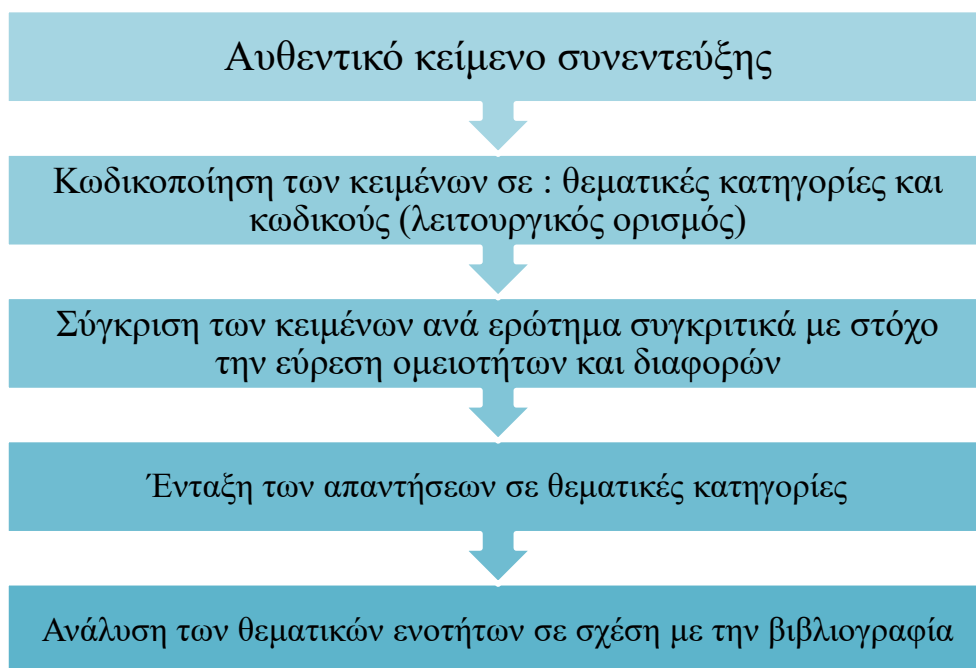 Αυθεντικό κείμενο συνεντεύξης
Κωδικοποίηση των κειμένων σε : θεματικές κατηγορίες και
κωδικούς (λειτουργικός ορισμός)
Σύγκριση των κειμένων ανά ερώτημα συγκριτικά με στόχο
την εύρεση ομειοτήτων και διαφορών
Ένταξη των απαντήσεων σε θεματικές κατηγορίες
Ανάλυση των θεματικών ενοτήτων σε σχέση με την βιβλιογραφία